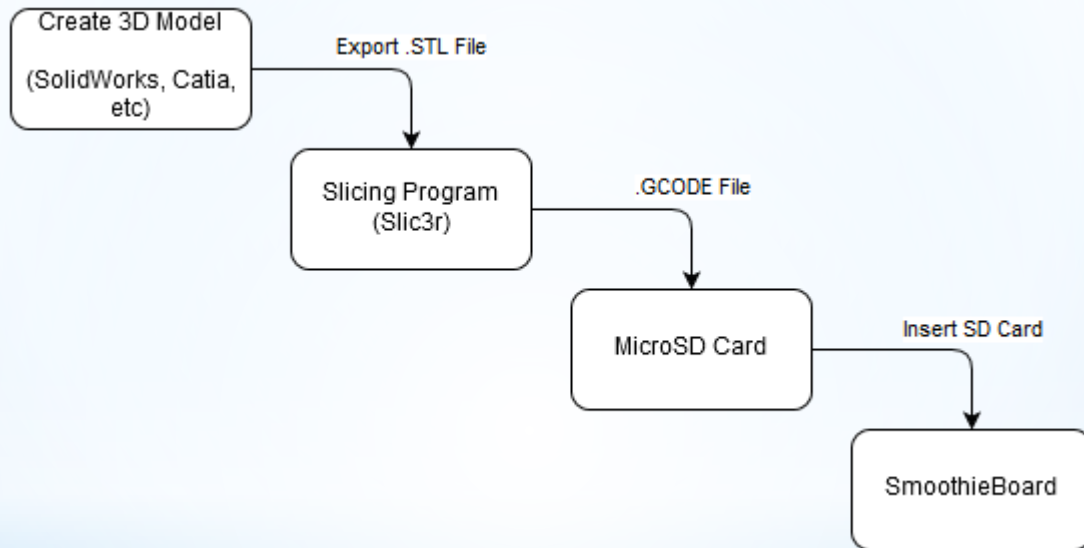 Create 3D Model
(SolidWorks, Catia,
etc)
Export .STL File
Slicing Program
(Slic3r)
.GCODE File
MicroSD Card
Insert SD Card
SmoothieBoard